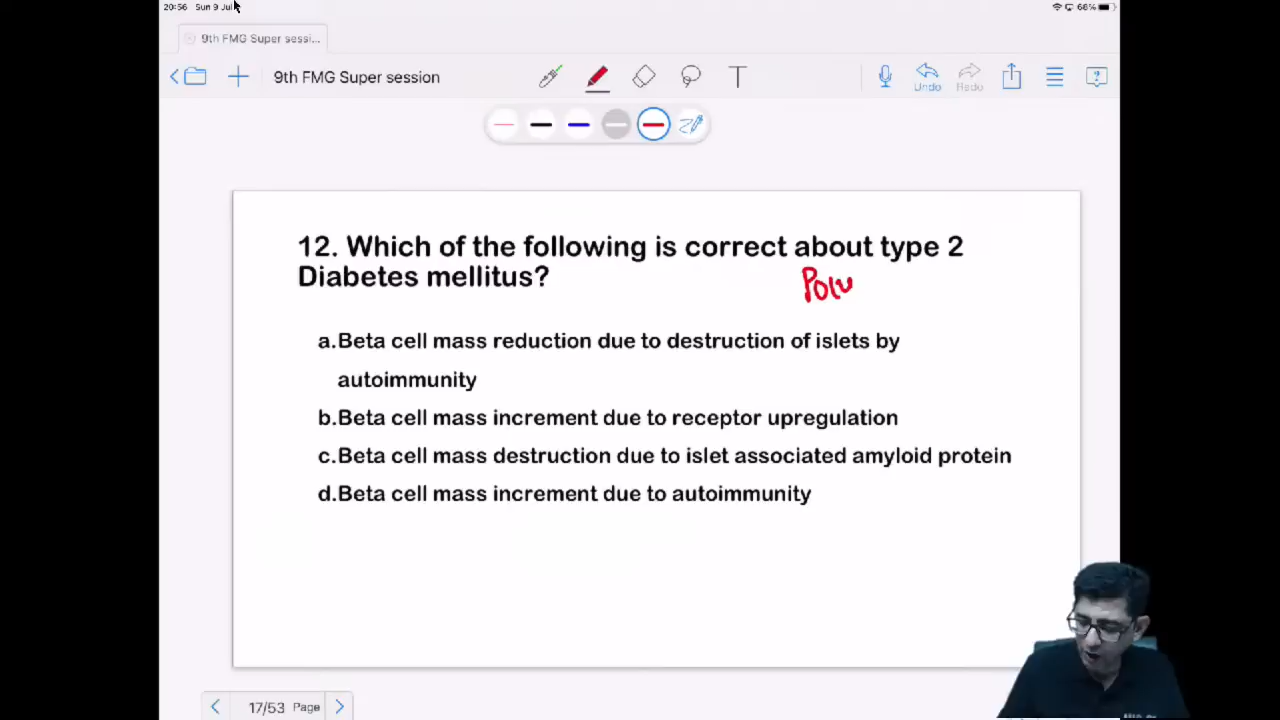 20:56 Sun 9 Jul
68%
9th FMG Super sessi...
9th FMG Super session
T
Undo
Redo
12. Which of the following is correct about type 2
Diabetes mellitus?
Polu
a.Beta cell mass reduction due to destruction of islets by
autoimmunity
b.Beta cell mass increment due to receptor upregulation
c.Beta cell mass destruction due to islet associated amyloid protein
d.Beta cell mass increment due to autoimmunity
17/53 Page